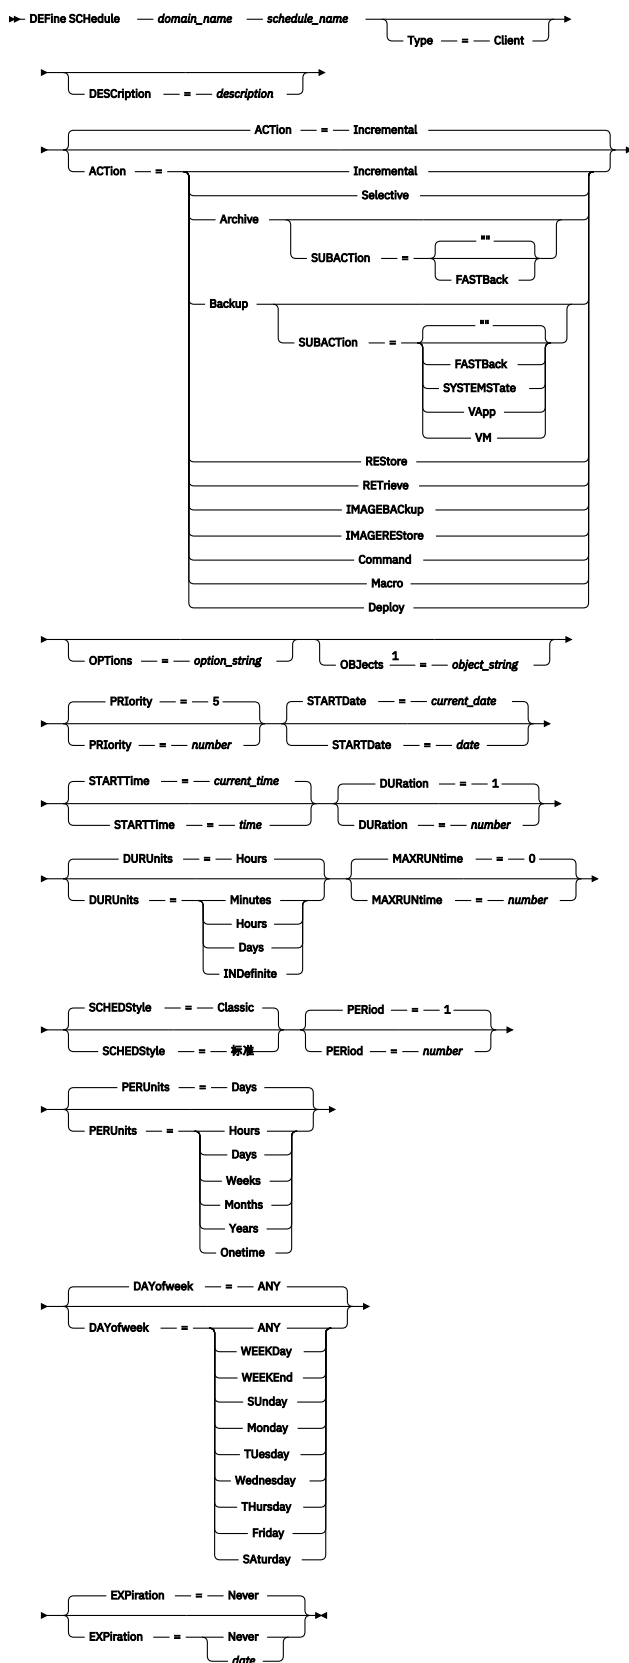 DEFine SCHedule domain_name schedule_name
Type = Client
DESCription = description
ACTion = Incremental
ACTion = Incremental
Selective
Archive
""
SUBACTion =
FASTBack
Backup
""
SUBACTion =
FASTBack
SYSTEMSTate
VApp
VM
REStore
RETrieve
IMAGEBACkup
IMAGEREStore
Command
Macro
Deploy
OPTions = option_string
OBJects 1 = object_string
PRIority = 5
PRIority = number
STARTDate = current_date
STARTDate = date
STARTTime = current_time
STARTTime = time
DURation = 1
DURation = number
DURUnits = Hours
DURUnits = Minutes
Hours
Days
INDefinite
MAXRUNtime = 0
MAXRUNtime = number
SCHEDStyle = Classic
SCHEDStyle = 标准
PERiod = 1
PERiod = number
PERUnits = Days
PERUnits = Hours
Days
Weeks
Months
Years
Onetime
DAYofweek = ANY
DAYofweek = ANY
WEEKDay
WEEKEnd
SUnday
Monday
TUesday
Wednesday
THursday
Friday
SAturday
EXPiration = Never
EXPiration = Never
date